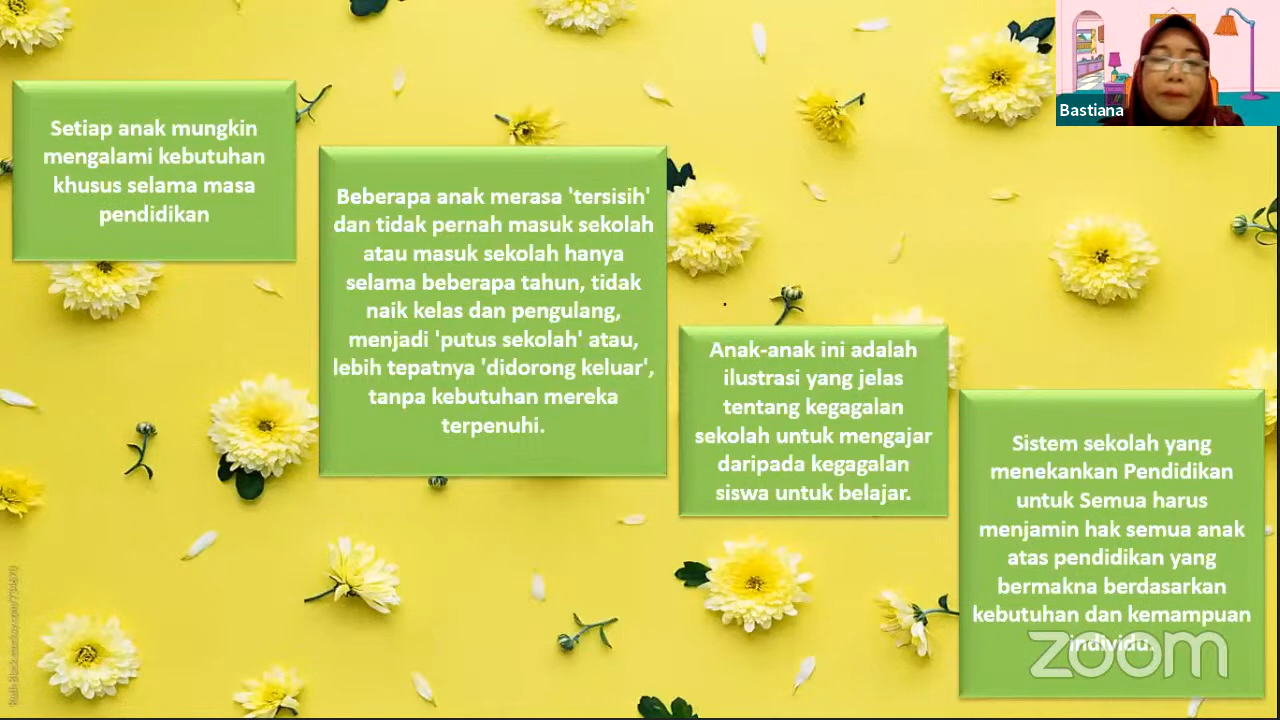 Setiap anak mungkin
mengalami kebutuhan
khusus selama masa
pendidikan
Beberapa anak merasa 'tersisih'
dan tidak pernah masuk sekolah
atau masuk sekolah hanya
selama beberapa tahun, tidak
naik kelas dan pengulang,
menjadi 'putus sekolah' atau,
lebih tepatnya 'didorong keluar',
tanpa kebutuhan mereka
terpenuhi.
Anak-anak ini adalah
ilustrasi yang jelas
tentang kegagalan
sekolah untuk mengajar
daripada kegagalan
siswa untuk belajar.
Sistem sekolah yang
menekankan Pendidikan
untuk Semua harus
menjamin hak semua anak
atas pendidikan yang
bermakna berdasarkan
kebutuhan dan kemampuan
individu.
Bastiana
zoom